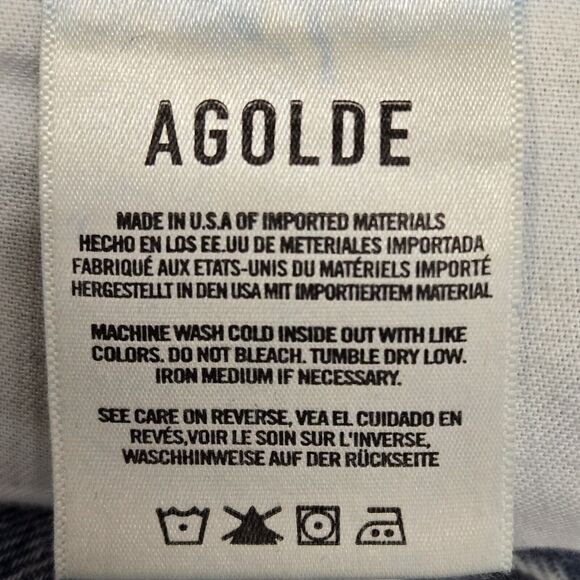 AGOLDE
MADE IN U.S.A OF IMPORTED MATERIALS
HECHO EN LOS EE.UU DE METERIALES IMPORTADA
FABRIQUÉ AUX ETATS-UNIS DU MATÉRIELS IMPORTÉ
HERGESTELLT IN DEN USA MIT IMPORTIERTEM MATERIAL
MACHINE WASH COLD INSIDE OUT WITH LIKE
COLORS. DO NOT BLEACH. TUMBLE DRY LOW.
IRON MEDIUM IF NECESSARY.
SEE CARE ON REVERSE, VEA EL CUIDADO EN
REVÉS,VOIR LE SOIN SUR L'INVERSE,
WASCHHINWEISE AUF DER RÜCKSEITE